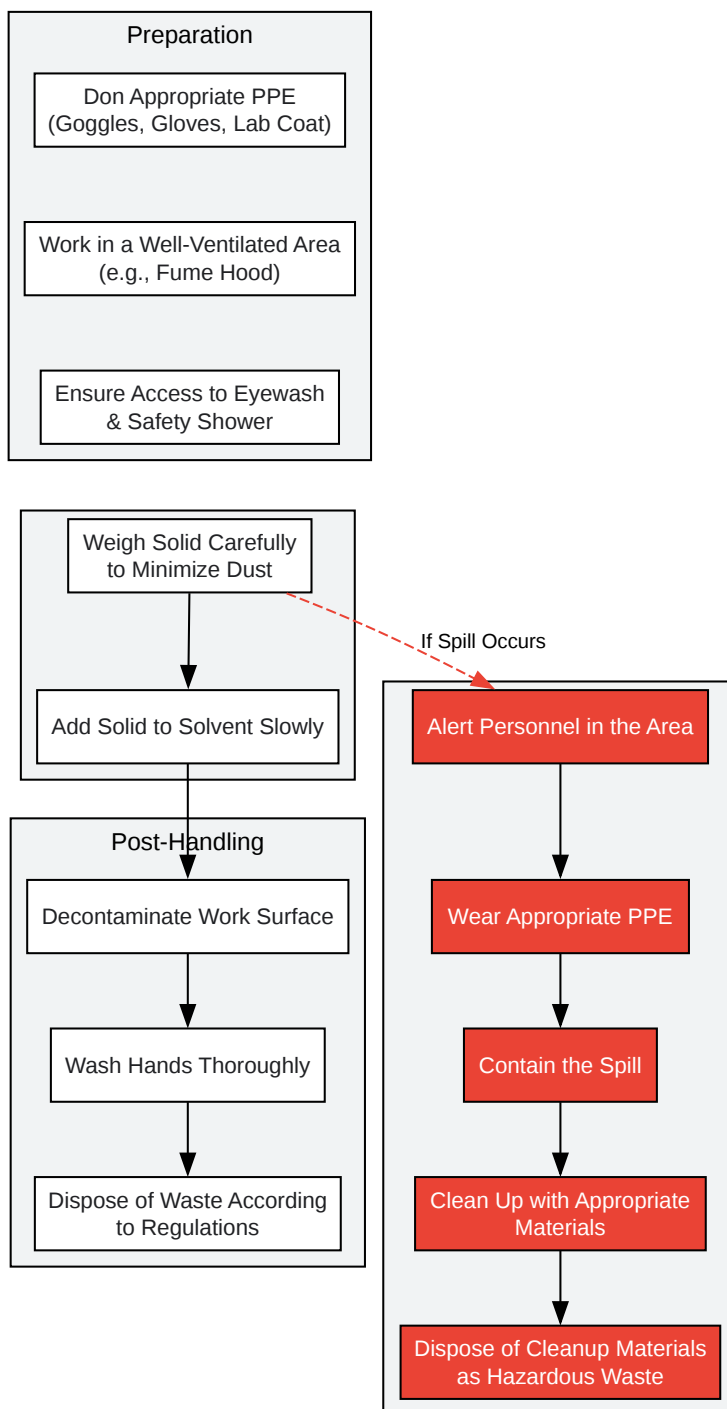 Preparation
Don Appropriate PPE
(Goggles, Gloves, Lab Coat)
Work in a Well-Ventilated Area
(e.g., Fume Hood)
Ensure Access to Eyewash
& Safety Shower
Weigh Solid Carefully
to Minimize Dust
If Spill Occurs
Add Solid to Solvent Slowly
Alert Personnel in the Area
Post-Handling
Decontaminate Work Surface
Wear Appropriate PPE
Wash Hands Thoroughly
Contain the Spill
Dispose of Waste According
to Regulations
Clean Up with Appropriate
Materials
Dispose of Cleanup Materials
as Hazardous Waste